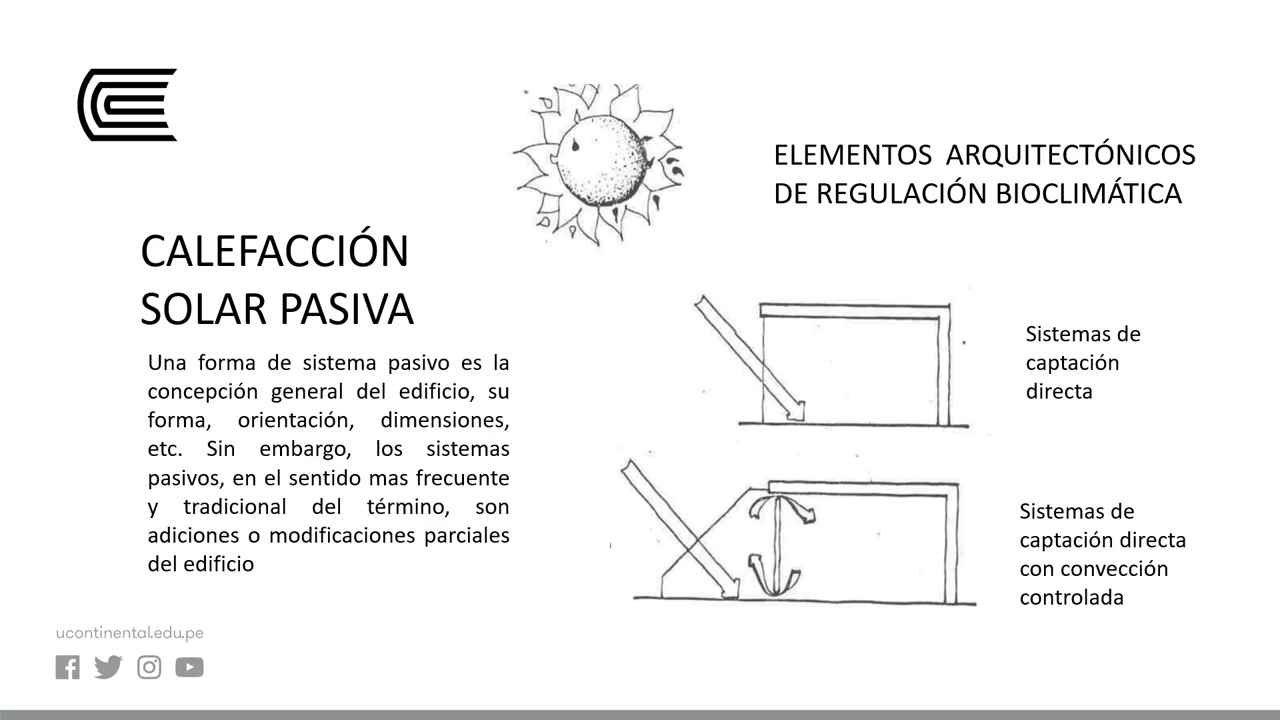 ELEMENTOS ARQUITECTÓNICOS
DE REGULACIÓN BIOCLIMÁTICA
CALEFACCIÓN
SOLAR PASIVA
Una forma de sistema pasivo es la
concepción general del edificio, su
forma, orientación, dimensiones,
etc. Sin embargo, los sistemas
pasivos, en el sentido mas frecuente
y tradicional del término, son
adiciones o modificaciones parciales
del edificio
Sistemas de
captación
directa
Sistemas de
captación directa
con convección
controlada
ucontinental.edu.pe